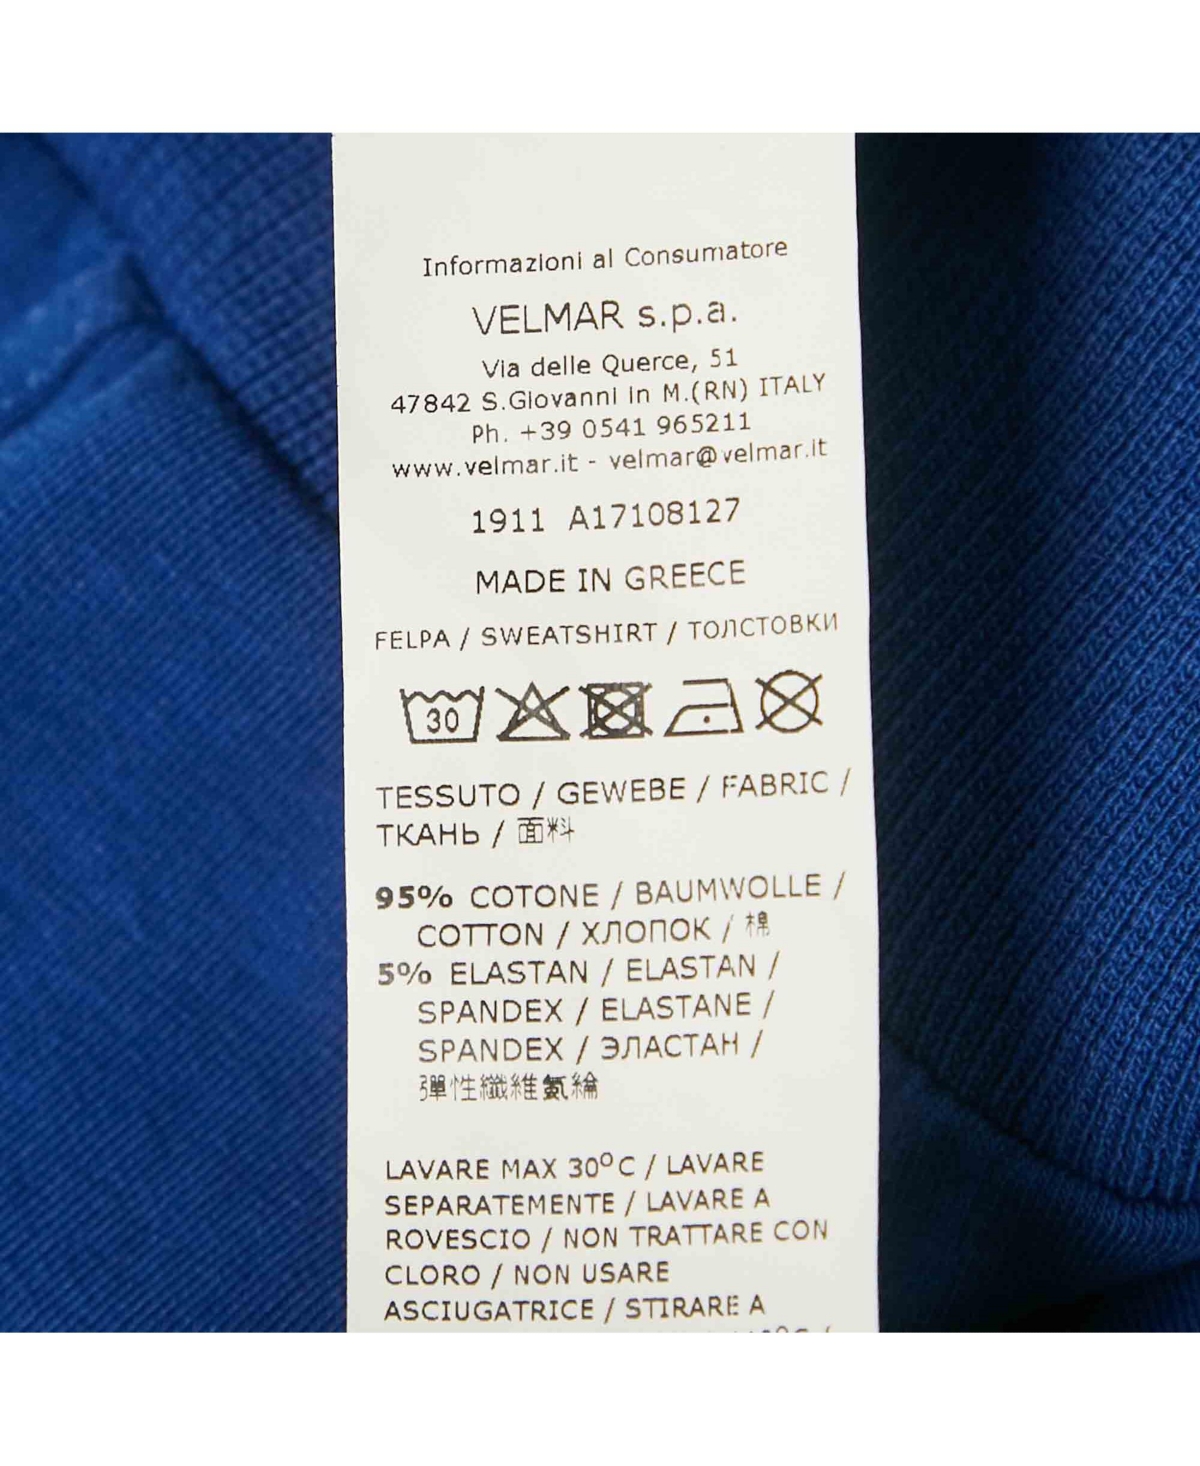 Informazioni al Consumatore
VELMAR s.p.a.
Via delle Querce, 51
47842 S.Giovanni in M.(RN) ITALY
Ph. +39 0541 965211
www.velmar.it - velmar@velmar.it
1911 A17108127
MADE IN GREECE
FELPA / SWEATSHIRT / ТОЛСТОВКИ
30
TESSUTO / GEWEBE / FABRIC /
ТКАНЬ / 面料
95% COTONE / BAUMWOLLE /
COTTON / ХЛОПОК / 棉
5% ELASTAN / ELASTAN /
SPANDEX / ELASTANE /
SPANDEX / ЭЛАСТАН /
彈性纖維氨綸
LAVARE MAX 30°C / LAVARE
SEPARATEMENTE / LAVARE A
ROVESCIO / NON TRATTARE CON
CLORO / NON USARE
ASCIUGATRICE / STIRARE A